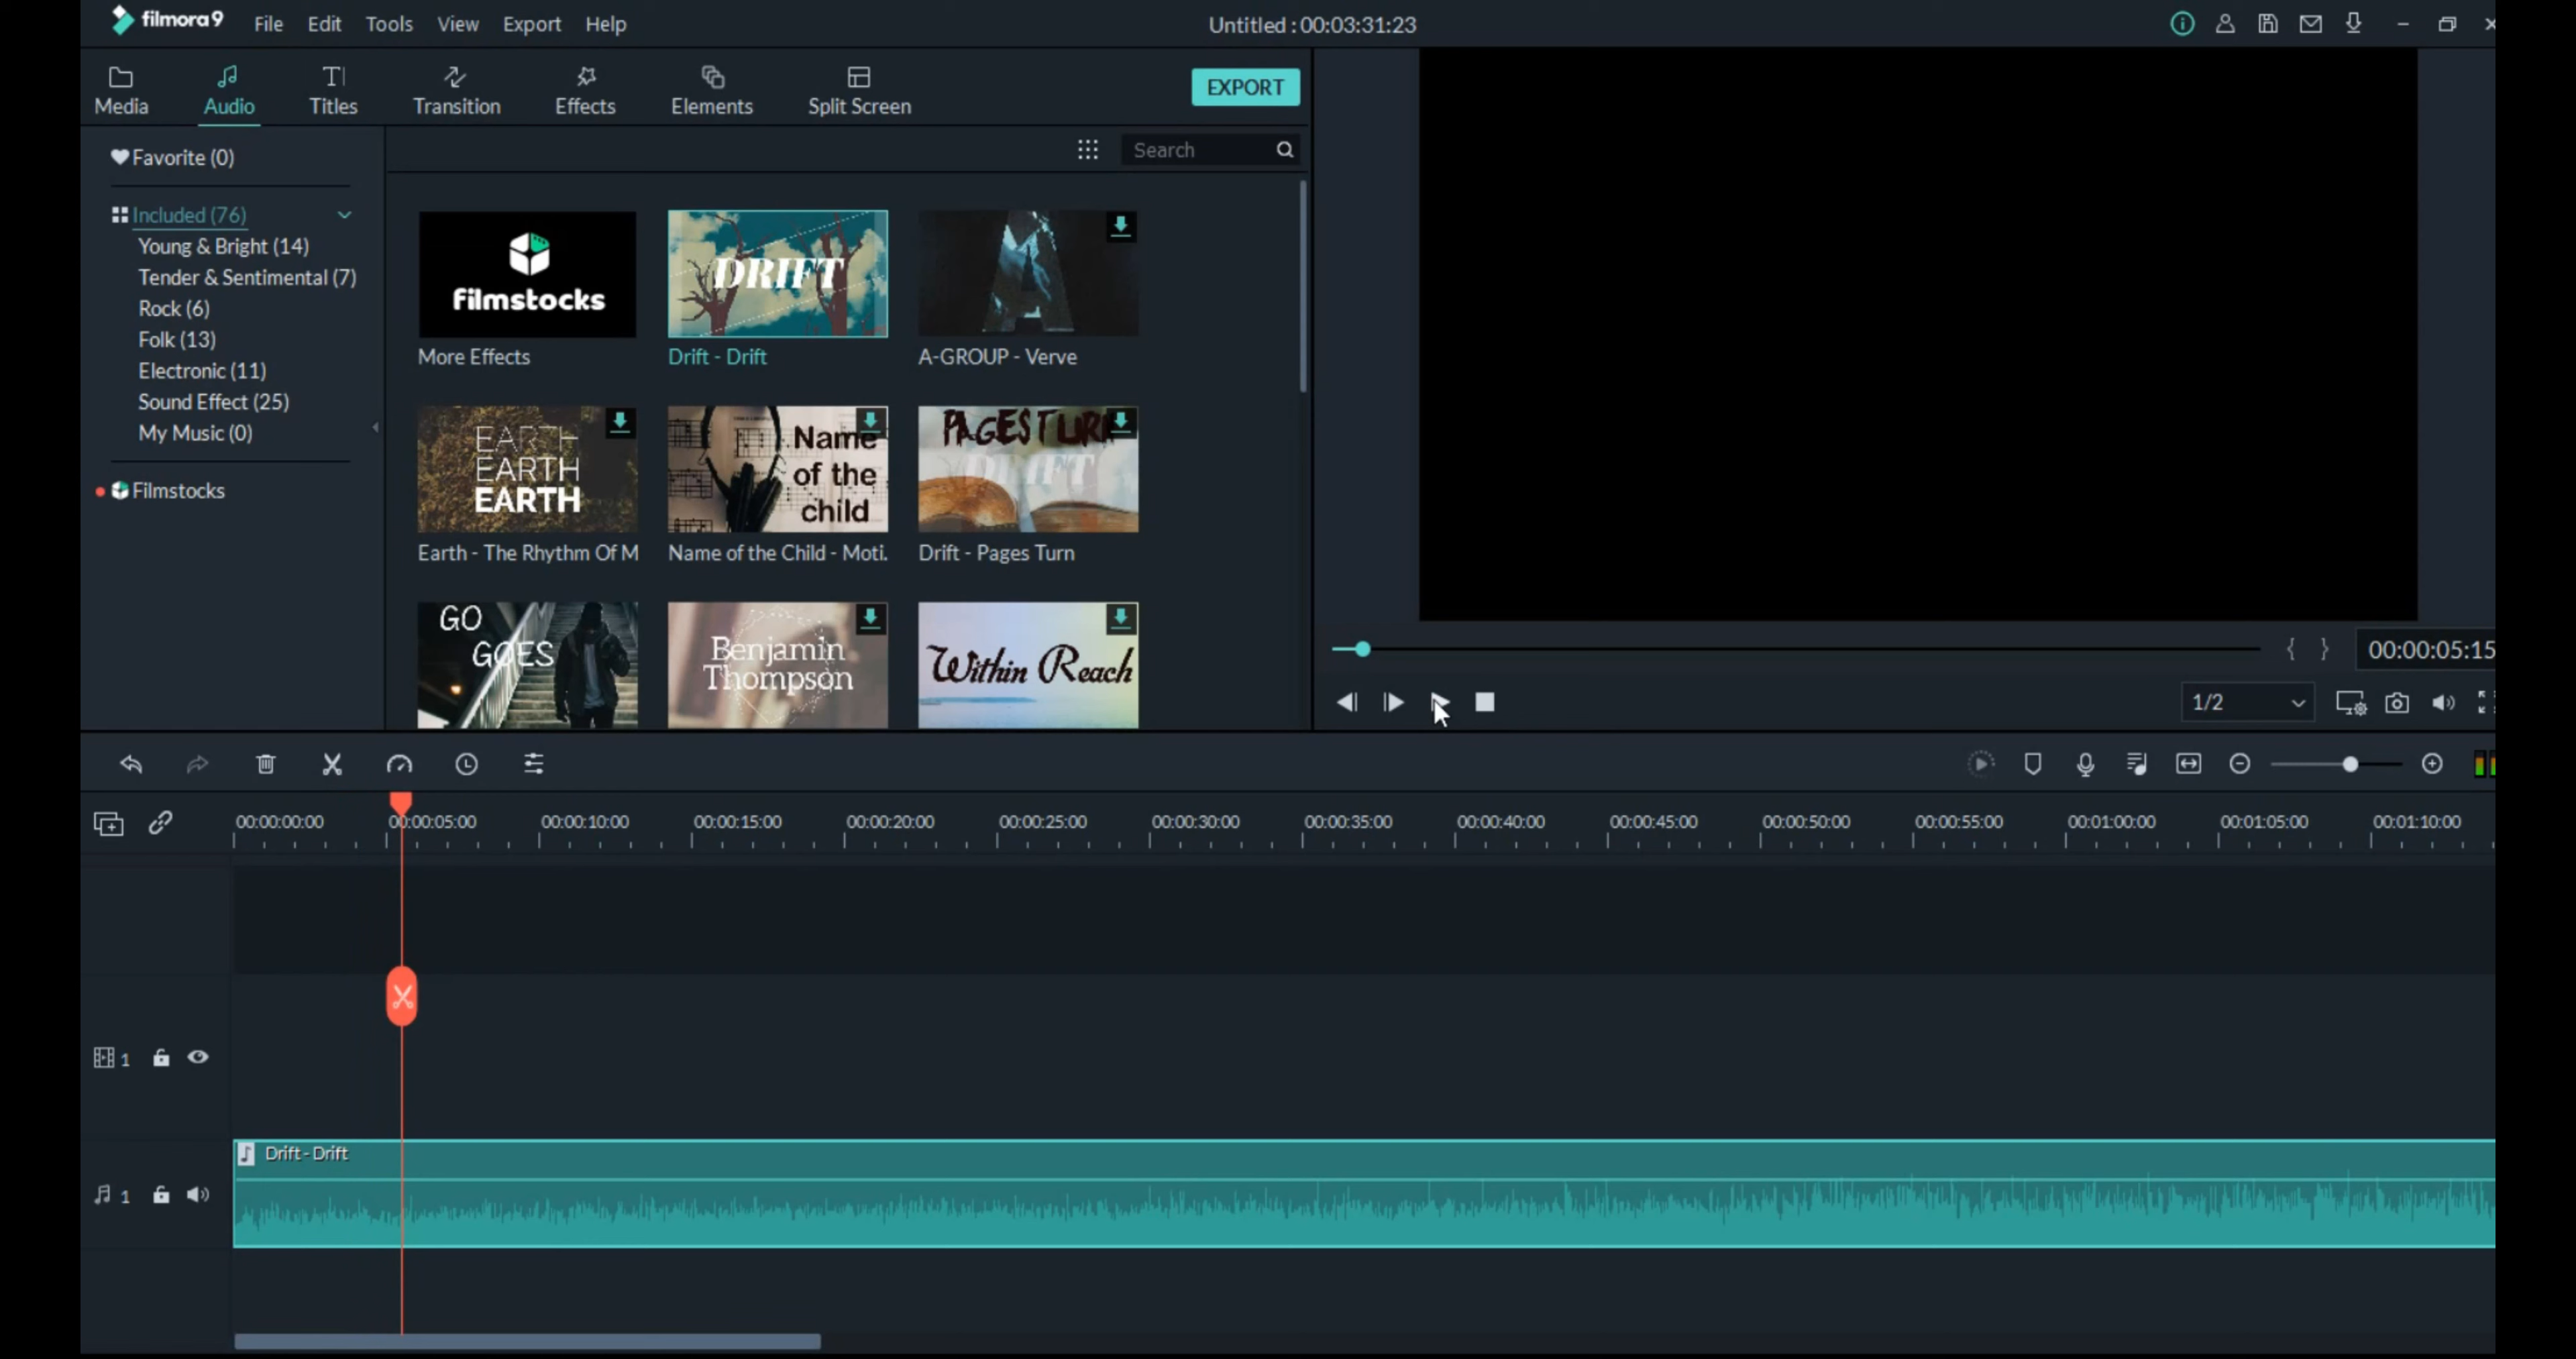 filmora9 File Edit Tools View Export Help Untitled : 00:03:31:23
Media Audio Titles Transition Effects Elements Split Screen EXPORT
Favorite (0)
Search
Included (76)
Young & Bright (14)
Tender & Sentimental (7)
Rock (6)
Folk (13)
Electronic (11)
Sound Effect (25)
My Music (0)
Filmstocks
filmstocks
More Effects
DRIFT
Drift - Drift
A
A-GROUP - Verve
EARTH
EARTH
EARTH
Earth - The Rhythm Of M
Name
of the
child
Name of the Child - Moti.
PAGES TURN
DRIFT
Drift - Pages Turn
GO
GOES
Benjamin
Thompson
Within Reach
{ } 00:00:05:15
1/2
00:00:00:00 00:00:05:00 00:00:10:00 00:00:15:00 00:00:20:00 00:00:25:00 00:00:30:00 00:00:35:00 00:00:40:00 00:00:45:00 00:00:50:00 00:00:55:00 00:01:00:00 00:01:05:00 00:01:10:00
1
Drift - Drift
1